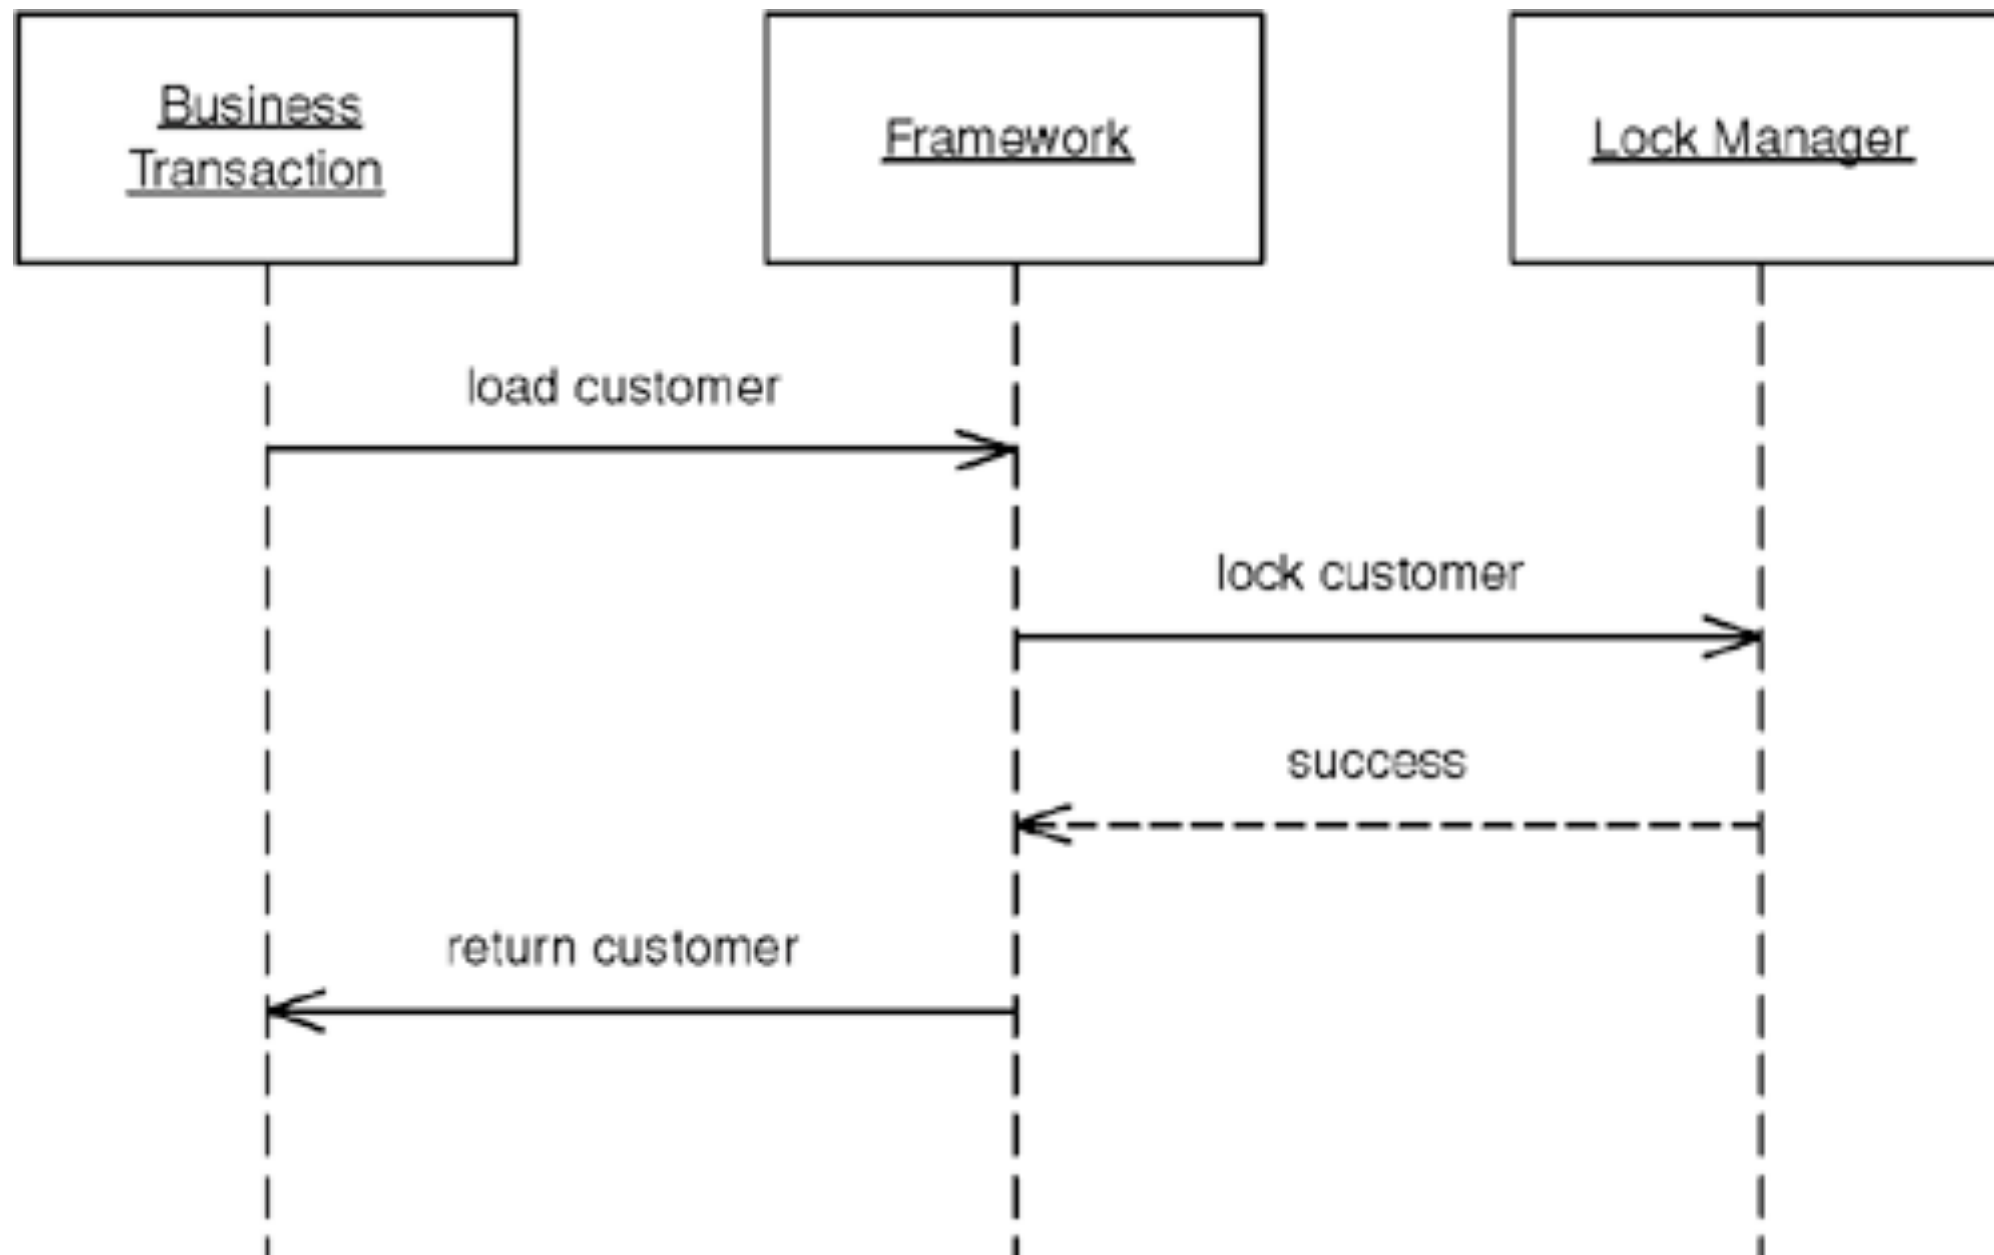 Business
Transaction
Framework
Lock Manager
load customer
lock customer
success
return customer